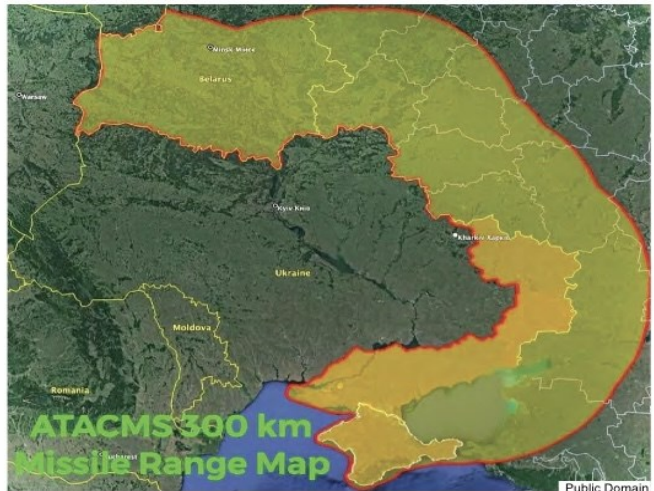 Minsk Минск
Belarus
Warsaw
Kyiv Київ
Kharkiv Харків
Ukraine
Moldova
Romania
ATACMS 300 km
Missile Range Map
Public Domain